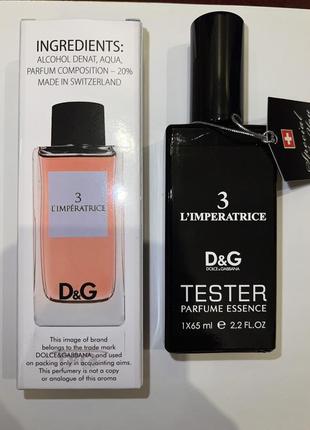 INGREDIENTS:
ALCOHOL DENAT, AQUA,
PARFUM COMPOSITION – 20%
MADE IN SWITZERLAND
3
L'IMPÉRATRICE
D&G
This image of brand
belongs to the trade mark
DOLCE&GABBANA, and used
on packing only in acquainting aims.
This perfumery is not a copy
or analogue of this aroma
3
L'IMPERATRICE
D&G
DOLCE&GABBANA
TESTER
PARFUME ESSENCE
1X65 ml e 2,2 FL.OZ